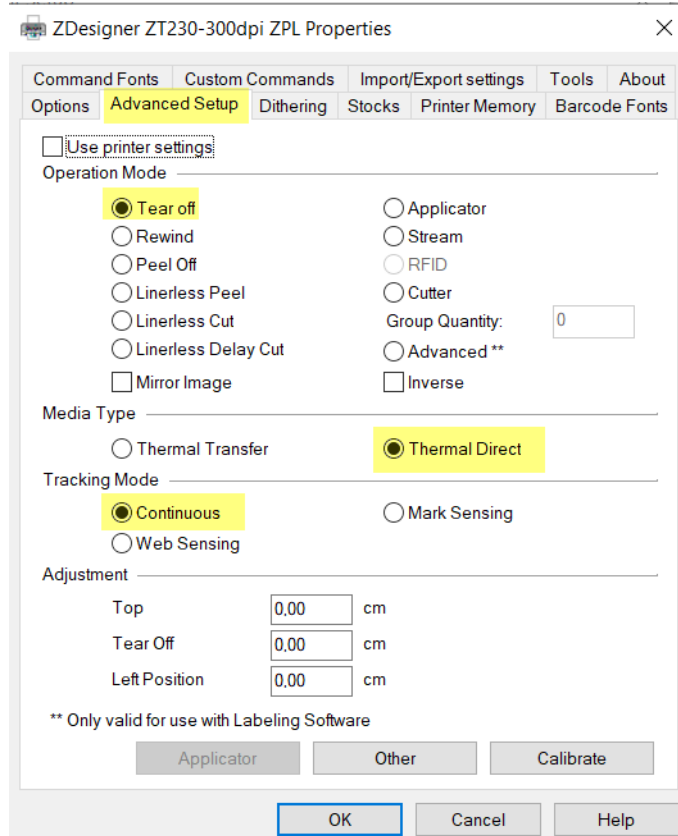 ZDesigner ZT230-300dpi ZPL Properties
Command Fonts Custom Commands Import/Export settings Tools About
Options Advanced Setup Dithering Stocks Printer Memory Barcode Fonts
Use printer settings
Operation Mode
Tear off Applicator
Rewind Stream
Peel Off RFID
Linerless Peel Cutter
Linerless Cut Group Quantity: 0
Linerless Delay Cut Advanced **
Mirror Image Inverse
Media Type
Thermal Transfer Thermal Direct
Tracking Mode
Continuous Mark Sensing
Web Sensing
Adjustment
Top 0,00 cm
Tear Off 0,00 cm
Left Position 0,00 cm
** Only valid for use with Labeling Software
Applicator Other Calibrate
OK Cancel Help